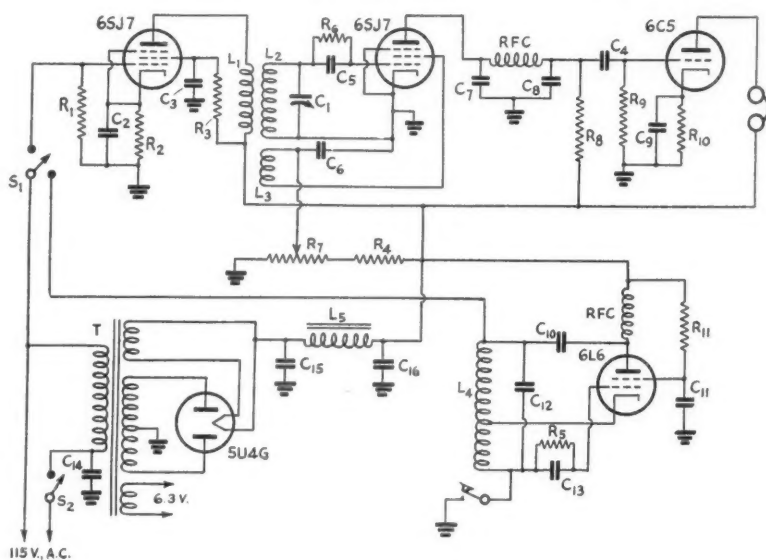 6SJ7
6SJ7
6C5
R6
L1
L2
RFC
C4
C3
C5
C1
C7
C8
R1
C2
R3
R2
R8
R9
C9
R10
C6
S1
L3
R7
R4
T
L5
RFC
C10
R11
6L6
C15
C16
L4
C12
C11
5U4G
R5
C14
C13
S2
6.3 V.
115 V., A.C.